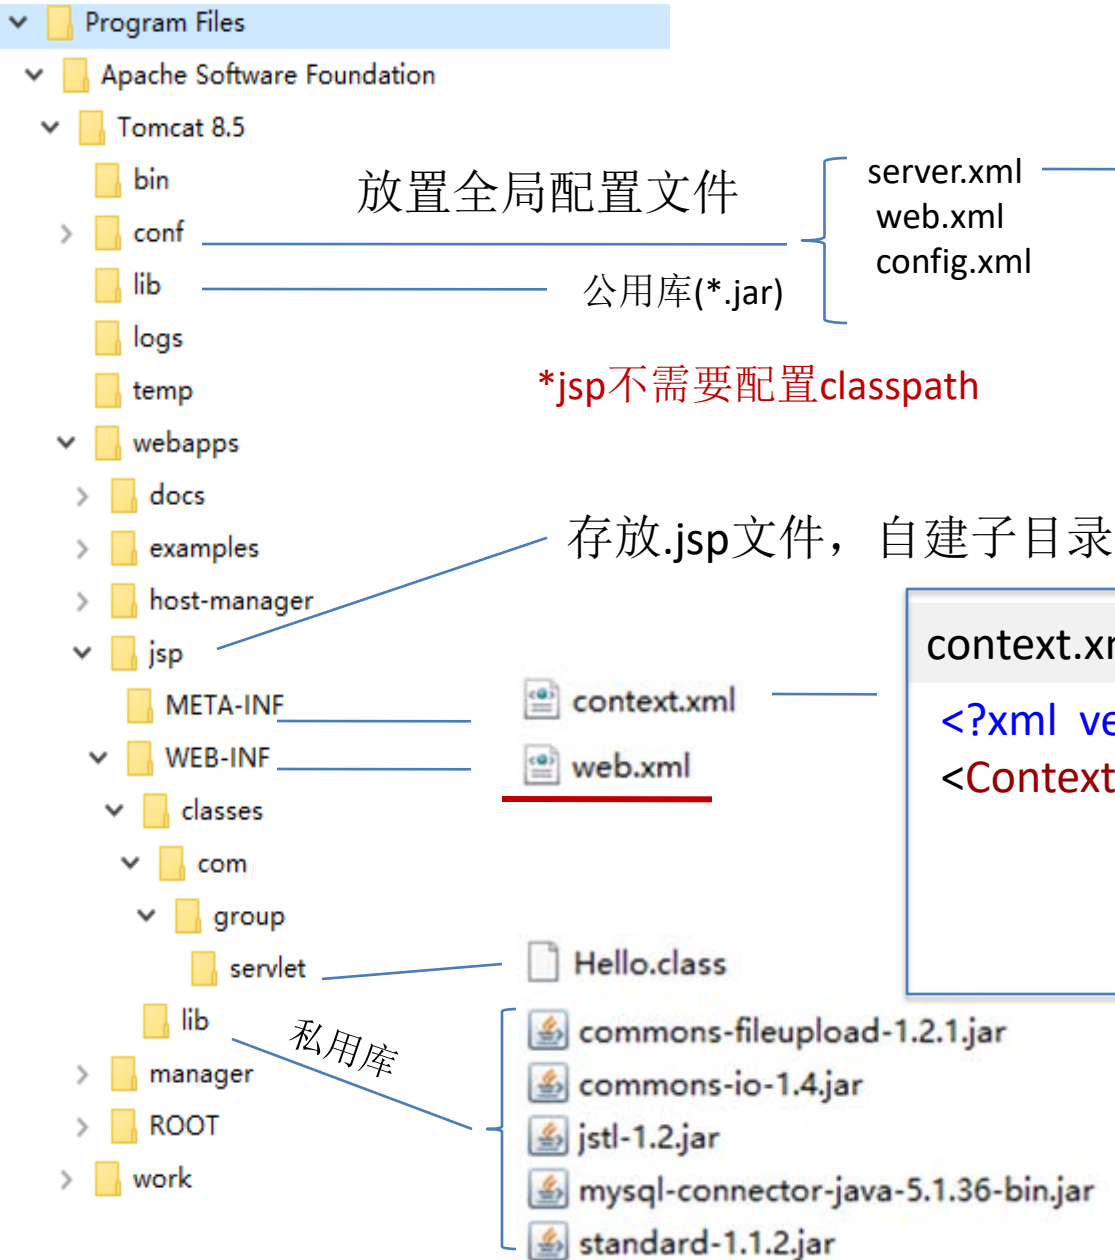 Program Files
Apache Software Foundation
Tomcat 8.5
bin
放置全局配置文件
server.xml
conf
web.xml
config.xml
lib
公用库(*.jar)
logs
temp
*jsp不需要配置classpath
webapps
docs
examples
存放.jsp文件，自建子目录
host-manager
jsp
META-INF
context.xml
WEB-INF
web.xml
context.xm
<?xml ve
<Context
classes
com
group
servlet
Hello.class
lib
私用库
commons-fileupload-1.2.1.jar
commons-io-1.4.jar
jstl-1.2.jar
mysql-connector-java-5.1.36-bin.jar
standard-1.1.2.jar
manager
ROOT
work